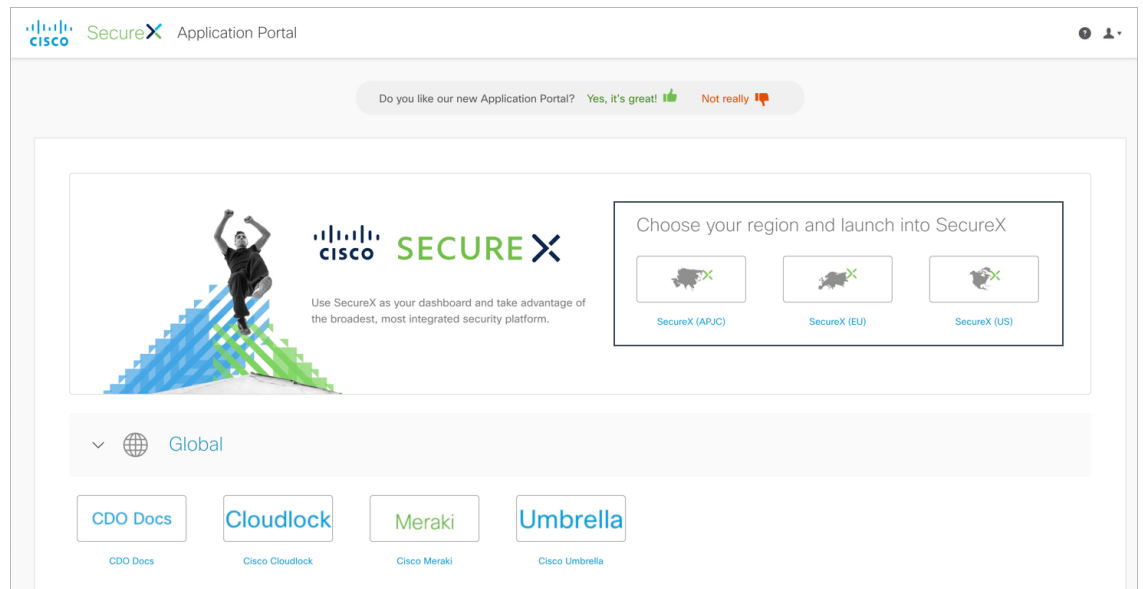 cisco SecureX Application Portal
Do you like our new Application Portal? Yes, it's great! Not really
Choose your region and launch into SecureX
cisco SECURE X
Use SecureX as your dashboard and take advantage of
the broadest, most integrated security platform.
SecureX (APJC) SecureX (EU) SecureX (US)
Global
CDO Docs Cloudlock Meraki Umbrella
CDO Docs Cisco Cloudlock Cisco Meraki Cisco Umbrella